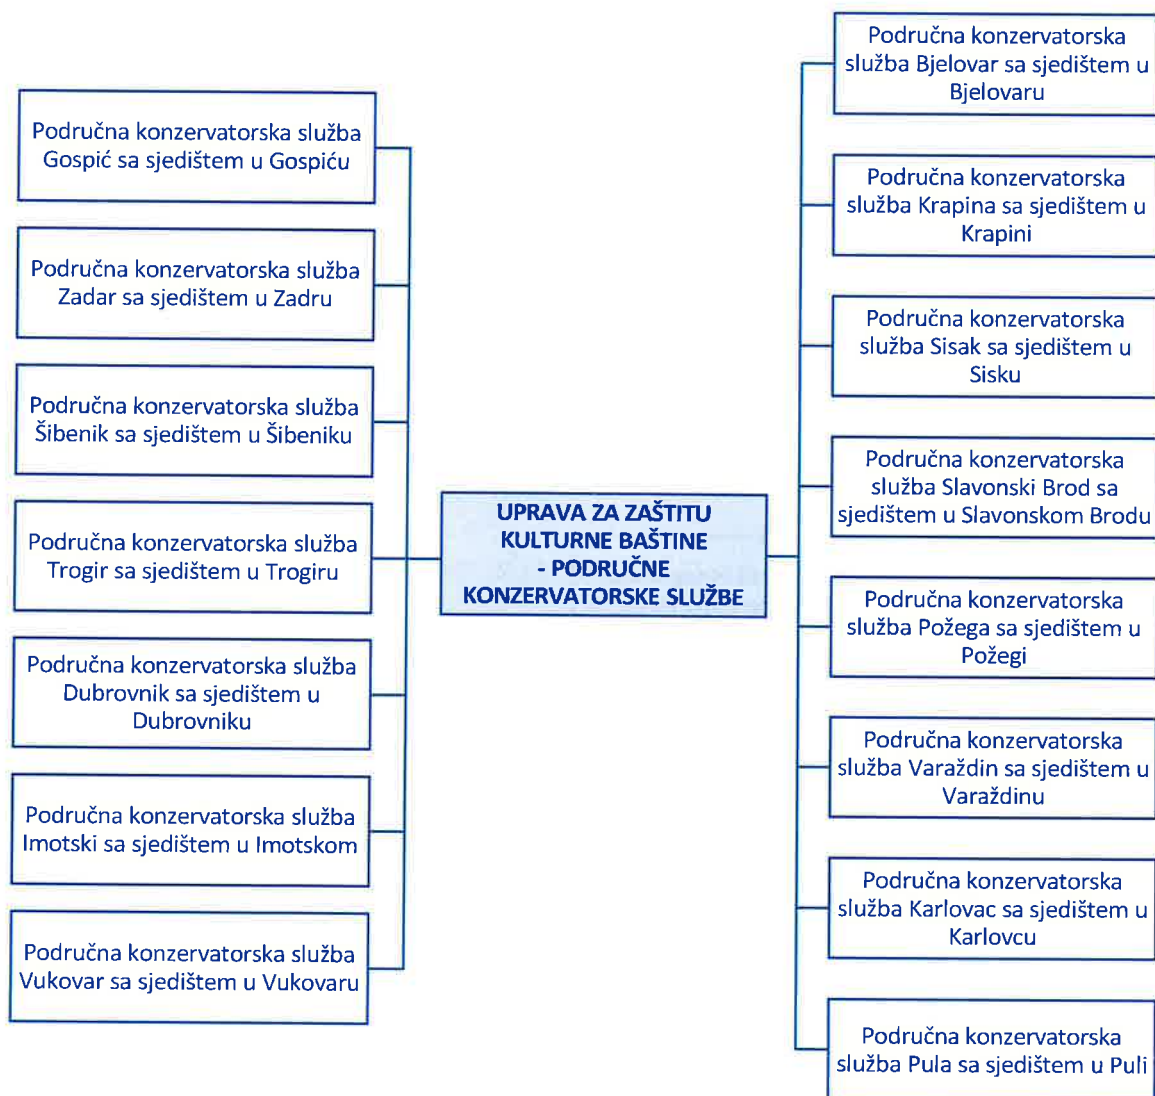 Područna konzervatorska služba
Gospić sa sjedištem u Gospiću
Područna konzervatorska služba
Zadar sa sjedištem u Zadru
Područna konzervatorska služba
Šibenik sa sjedištem u Šibeniku
Područna konzervatorska služba
Trogir sa sjedištem u Trogiru
Područna konzervatorska služba
Dubrovnik sa sjedištem u
Dubrovniku
Područna konzervatorska služba
Imotski sa sjedištem u Imotskom
Područna konzervatorska služba
Vukovar sa sjedištem u Vukovaru
UPRAVA ZA ZAŠTITU
KULTURNE BAŠTINE
- PODRUČNE
KONZERVATORSKE SLUŽBE
Područna konzervatorska
služba Bjelovar sa sjedištem u
Bjelovaru
Područna konzervatorska
služba Krapina sa sjedištem u
Krapini
Područna konzervatorska
služba Sisak sa sjedištem u
Sisku
Područna konzervatorska
služba Slavonski Brod sa
sjedištem u Slavonskom Brodu
Područna konzervatorska
služba Požega sa sjedištem u
Požegi
Područna konzervatorska
služba Varaždin sa sjedištem u
Varaždinu
Područna konzervatorska
služba Karlovac sa sjedištem u
Karlovcu
Područna konzervatorska
služba Pula sa sjedištem u Puli